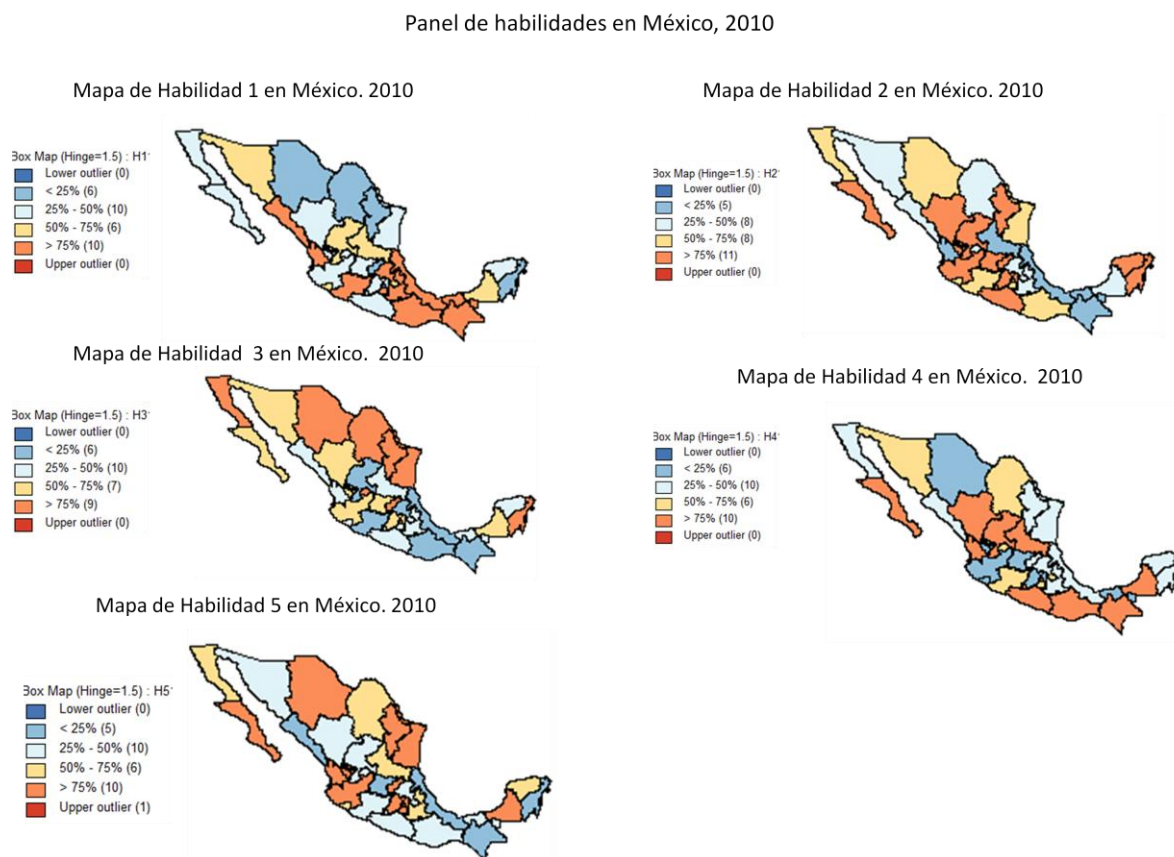 Panel de habilidades en México, 2010
Mapa de Habilidad 1 en México. 2010
Box Map (Hinge=1.5) : H1
Lower outlier (0)
< 25% (6)
25% - 50% (10)
50% - 75% (6)
> 75% (10)
Upper outlier (0)
Mapa de Habilidad 2 en México. 2010
Box Map (Hinge=1.5) : H2
Lower outlier (0)
< 25% (5)
25% - 50% (8)
50% - 75% (8)
> 75% (11)
Upper outlier (0)
Mapa de Habilidad 3 en México. 2010
Box Map (Hinge=1.5) : H3
Lower outlier (0)
< 25% (6)
25% - 50% (10)
50% - 75% (7)
> 75% (9)
Upper outlier (0)
Mapa de Habilidad 4 en México. 2010
Box Map (Hinge=1.5) : H4
Lower outlier (0)
< 25% (6)
25% - 50% (10)
50% - 75% (6)
> 75% (10)
Upper outlier (0)
Mapa de Habilidad 5 en México. 2010
Box Map (Hinge=1.5) : H5
Lower outlier (0)
< 25% (5)
25% - 50% (10)
50% - 75% (6)
> 75% (10)
Upper outlier (1)